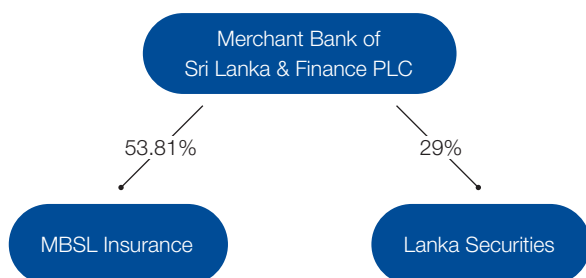 Merchant Bank of
Sri Lanka & Finance PLC
53.81%
29%
MBSL Insurance
Lanka Securities